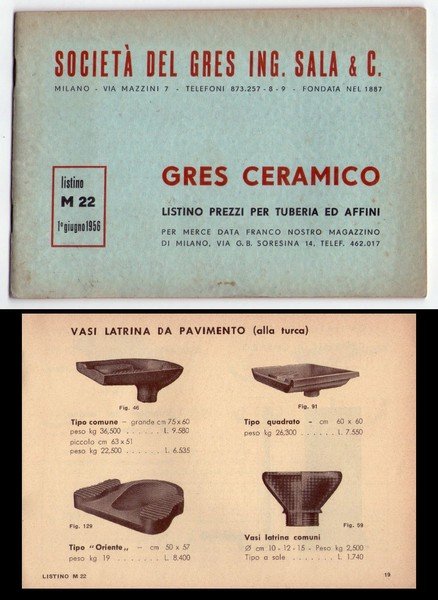 SOCIETÀ DEL GRES ING. SALA & C.
MILANO - VIA MAZZINI 7 - TELEFONI 873.257 - 8 - 9 - FONDATA NEL 1887
listino
M 22
1° giugno 1956
GRES CERAMICO
LISTINO PREZZI PER TUBERIA ED AFFINI
PER MERCE DATA FRANCO NOSTRO MAGAZZINO
DI MILANO, VIA G. B. SORESINA 14, TELEF. 462.017
VASI LATRINA DA PAVIMENTO (alla turca)
Fig. 46
Tipo comune - grande cm 75 x 60
peso kg 36,500 . . . . . . l. 9.580
piccolo cm 63 x 51
peso kg 22,500 . . . . . l. 6.535
Fig. 91
Tipo quadrato - cm 60 x 60
peso kg 26,300 . . . . . . l. 7.550
Fig. 129
Tipo "Oriente" - cm 50 x 57
peso kg 19 . . . . . . L. 8.400
Fig. 59
Vasi latrina comuni
Ø cm 10 - 12 - 15 - Peso kg 2,500
Tipo a sole . . . . . . l. 1.740
LISTINO M 22
19